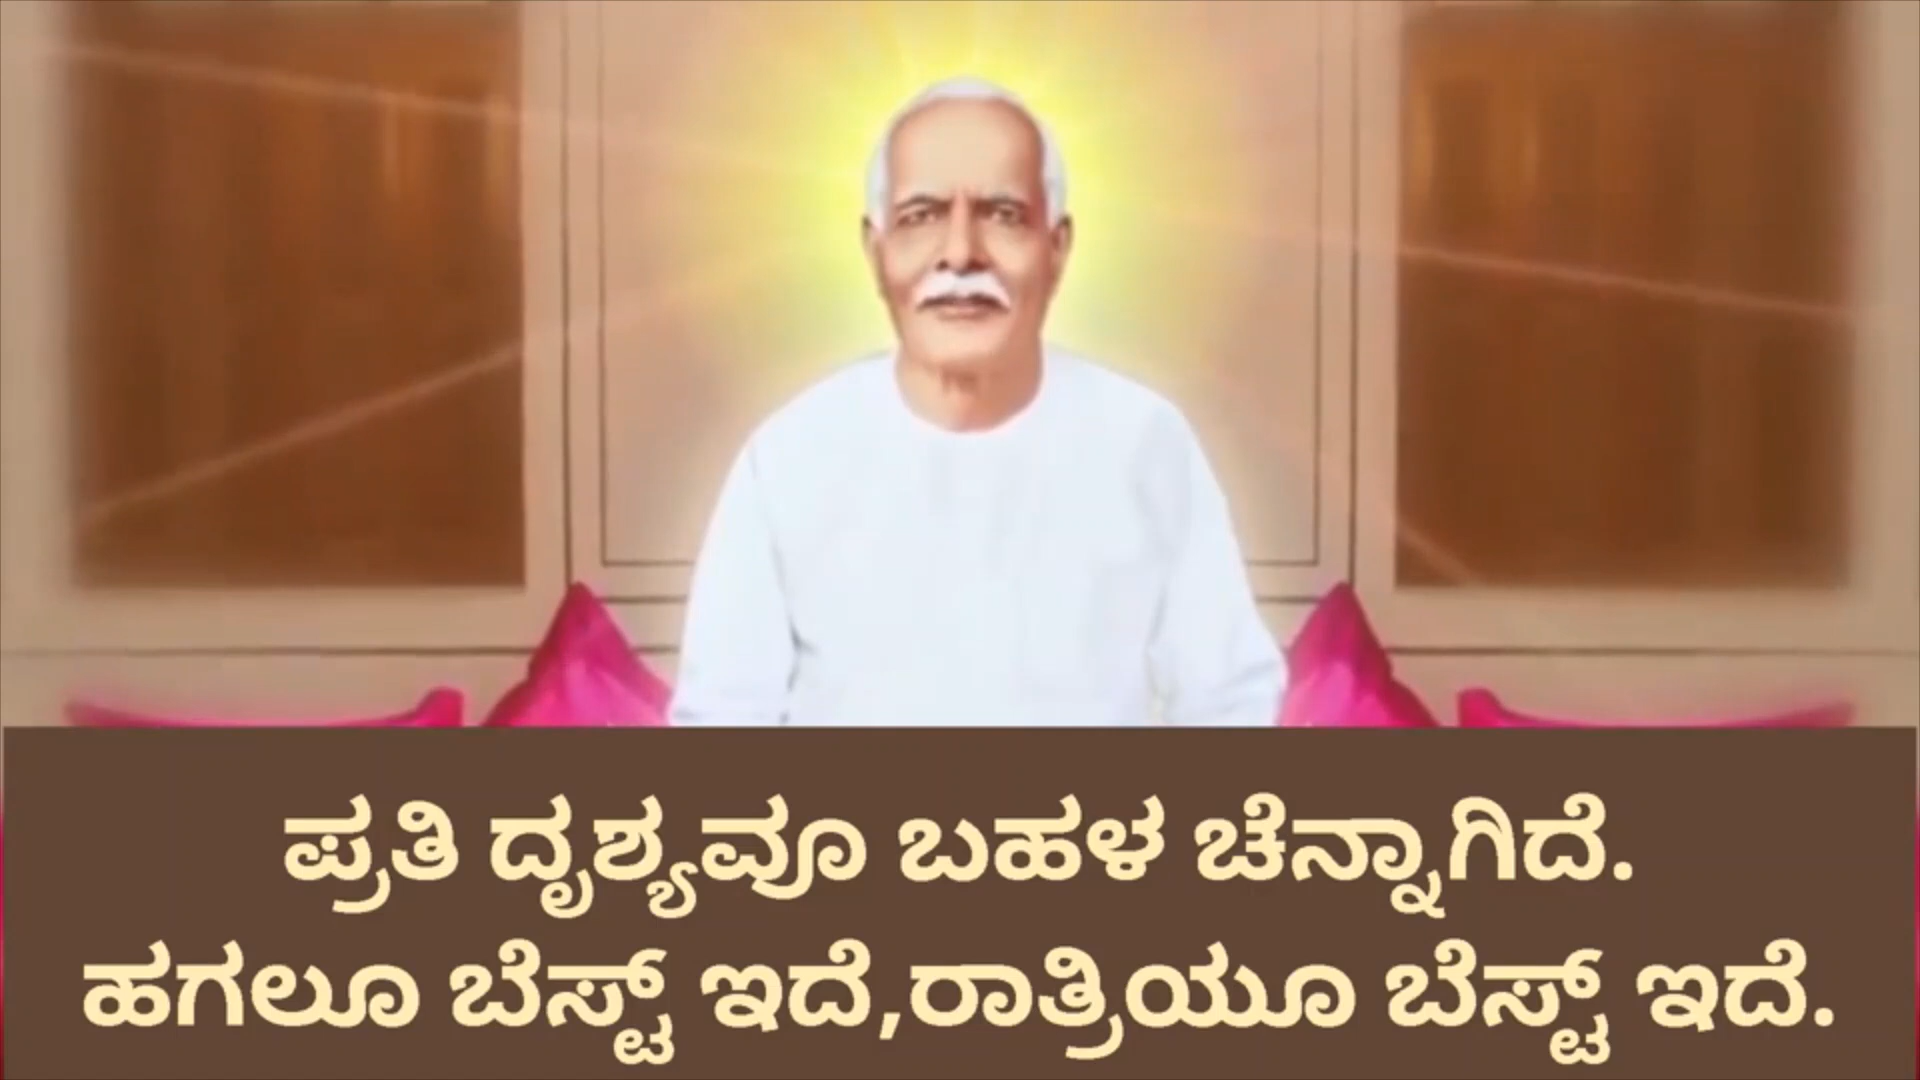 ಪ್ರತಿ ದೃಶ್ಯವೂ ಬಹಳ ಚೆನ್ನಾಗಿದೆ.
ಹಗಲೂ ಬೆಸ್ಟ್ ಇದೆ,ರಾತ್ರಿಯೂ ಬೆಸ್ಟ್ ಇದೆ.